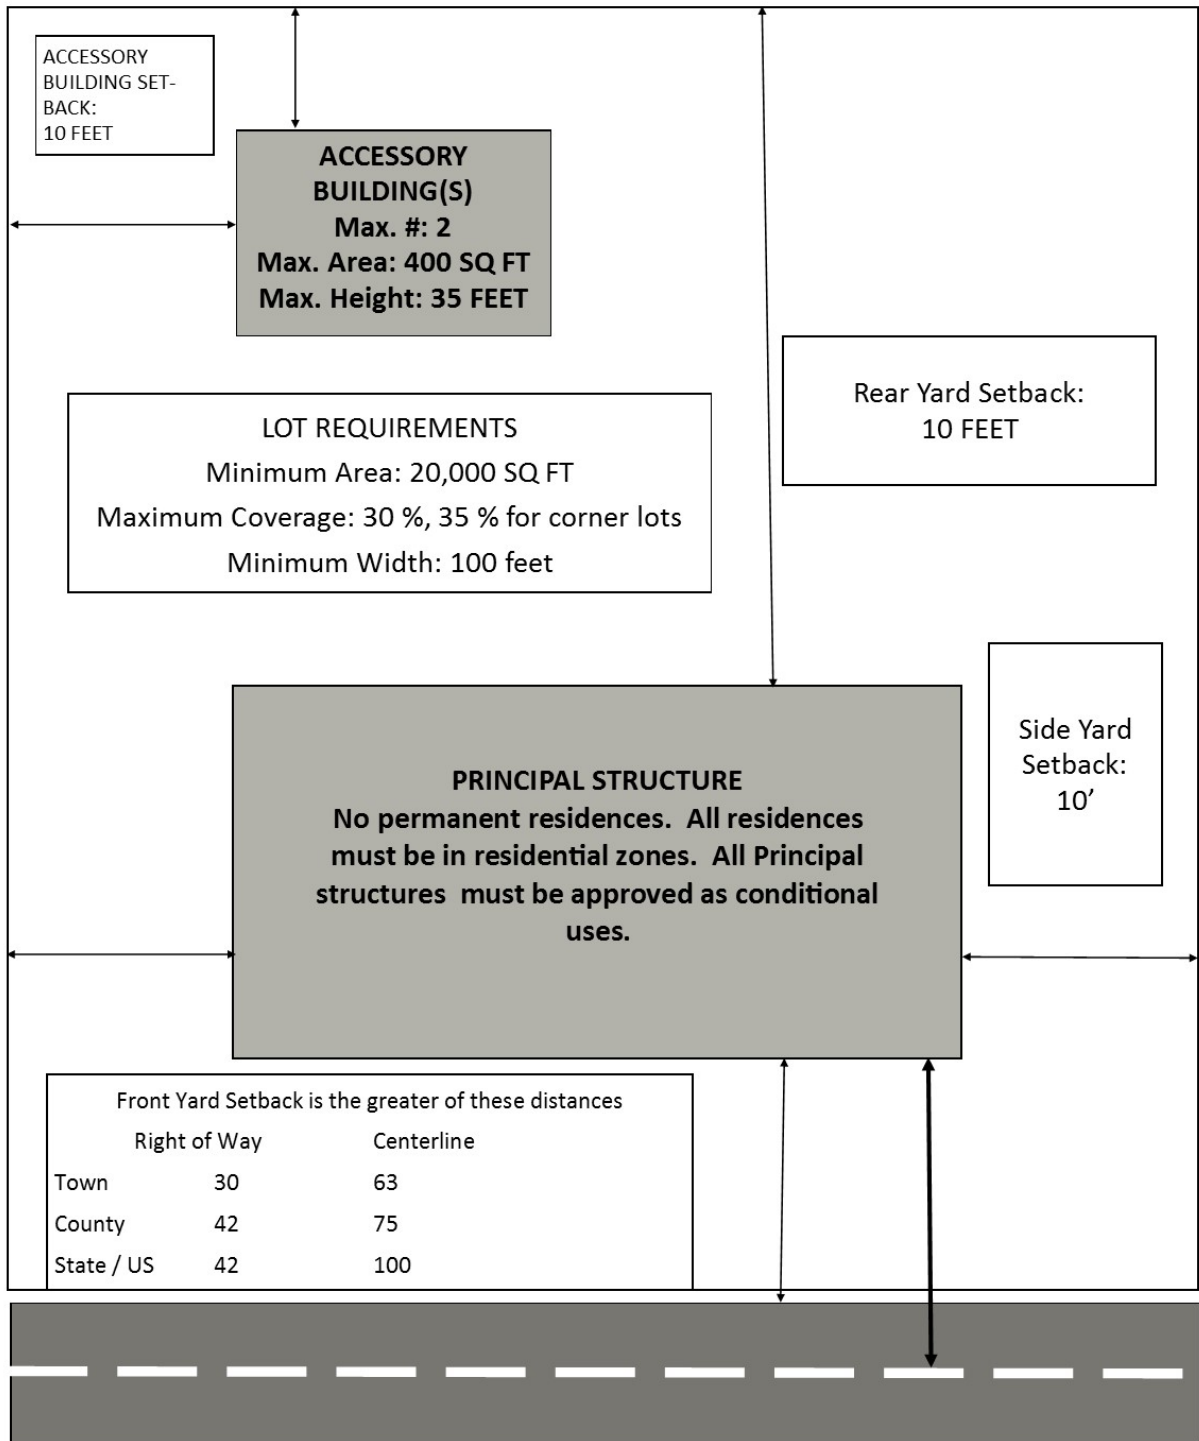 ACCESSORY
BUILDING SET-
BACK:
10 FEET
ACCESSORY
BUILDING(S)
Max. #: 2
Max. Area: 400 SQ FT
Max. Height: 35 FEET
Rear Yard Setback:
10 FEET
LOT REQUIREMENTS
Minimum Area: 20,000 SQ FT
Maximum Coverage: 30 %, 35 % for corner lots
Minimum Width: 100 feet
Side Yard
Setback:
10’
PRINCIPAL STRUCTURE
No permanent residences.  All residences
must be in residential zones.  All Principal
structures  must be approved as conditional
uses.
Front Yard Setback is the greater of these distances
Right of Way Centerline
Town 30 63
County 42 75
State / US 42 100